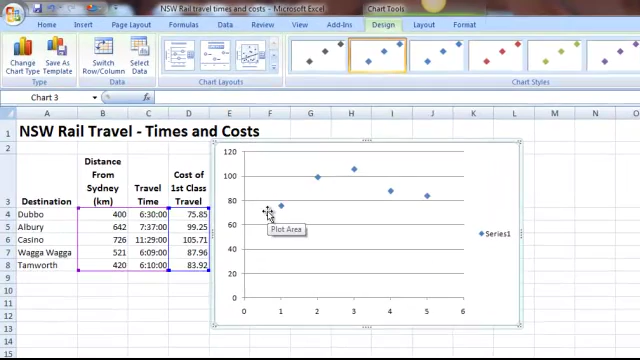 NSW Rail travel times and costs - Microsoft Excel
Chart Tools
Home Insert Page Layout Formulas Data Review View Add-Ins Design Layout Format
Change Chart Type
Save As Template
Switch Row/Column
Select Data
Type
Data
Chart Layouts
Chart Styles
Chart 3
fx
A B C D E F G H I J K L M N
1 NSW Rail Travel - Times and Costs
2
3 Destination
Distance From Sydney (km)
Travel Time
Cost of 1st Class Travel
4 Dubbo 400 6:30:00 75.85
5 Albury 642 7:37:00 99.25
6 Casino 726 11:29:00 105.71
7 Wagga Wagga 521 6:09:00 87.96
8 Tamworth 420 6:10:00 83.92
9
10
11
12
13
120
100
80
60
40
20
0
0 1 2 3 4 5 6
Plot Area
Series1